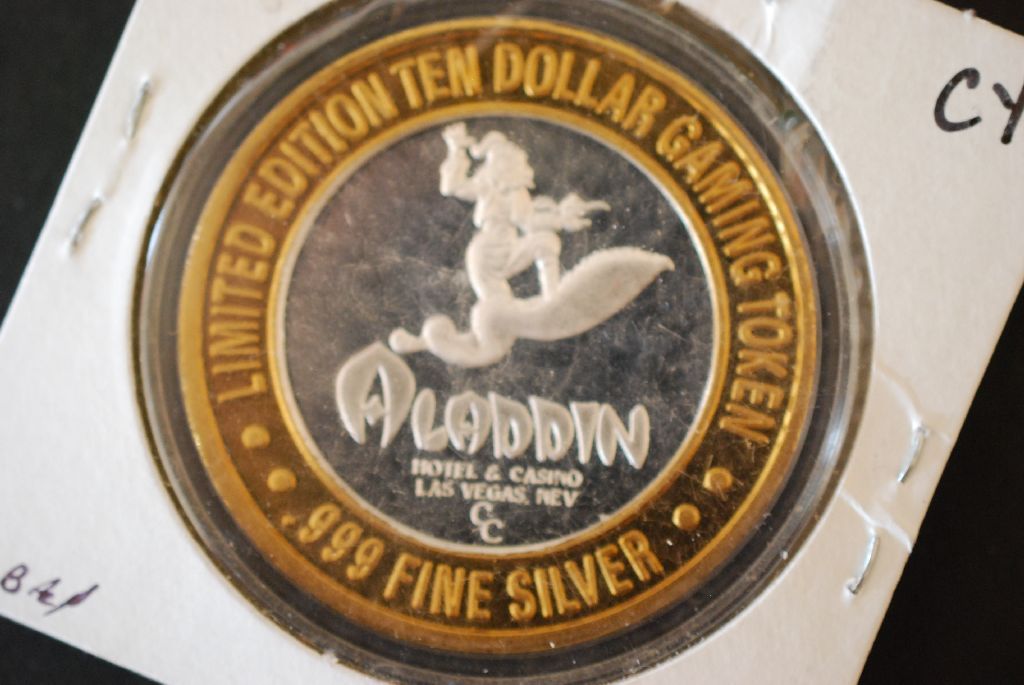 LIMITED EDITION TEN DOLLAR GAMING TOKEN
ALADDIN
HOTEL & CASINO
LAS VEGAS, NEV
CC
.999 FINE SILVER
CY